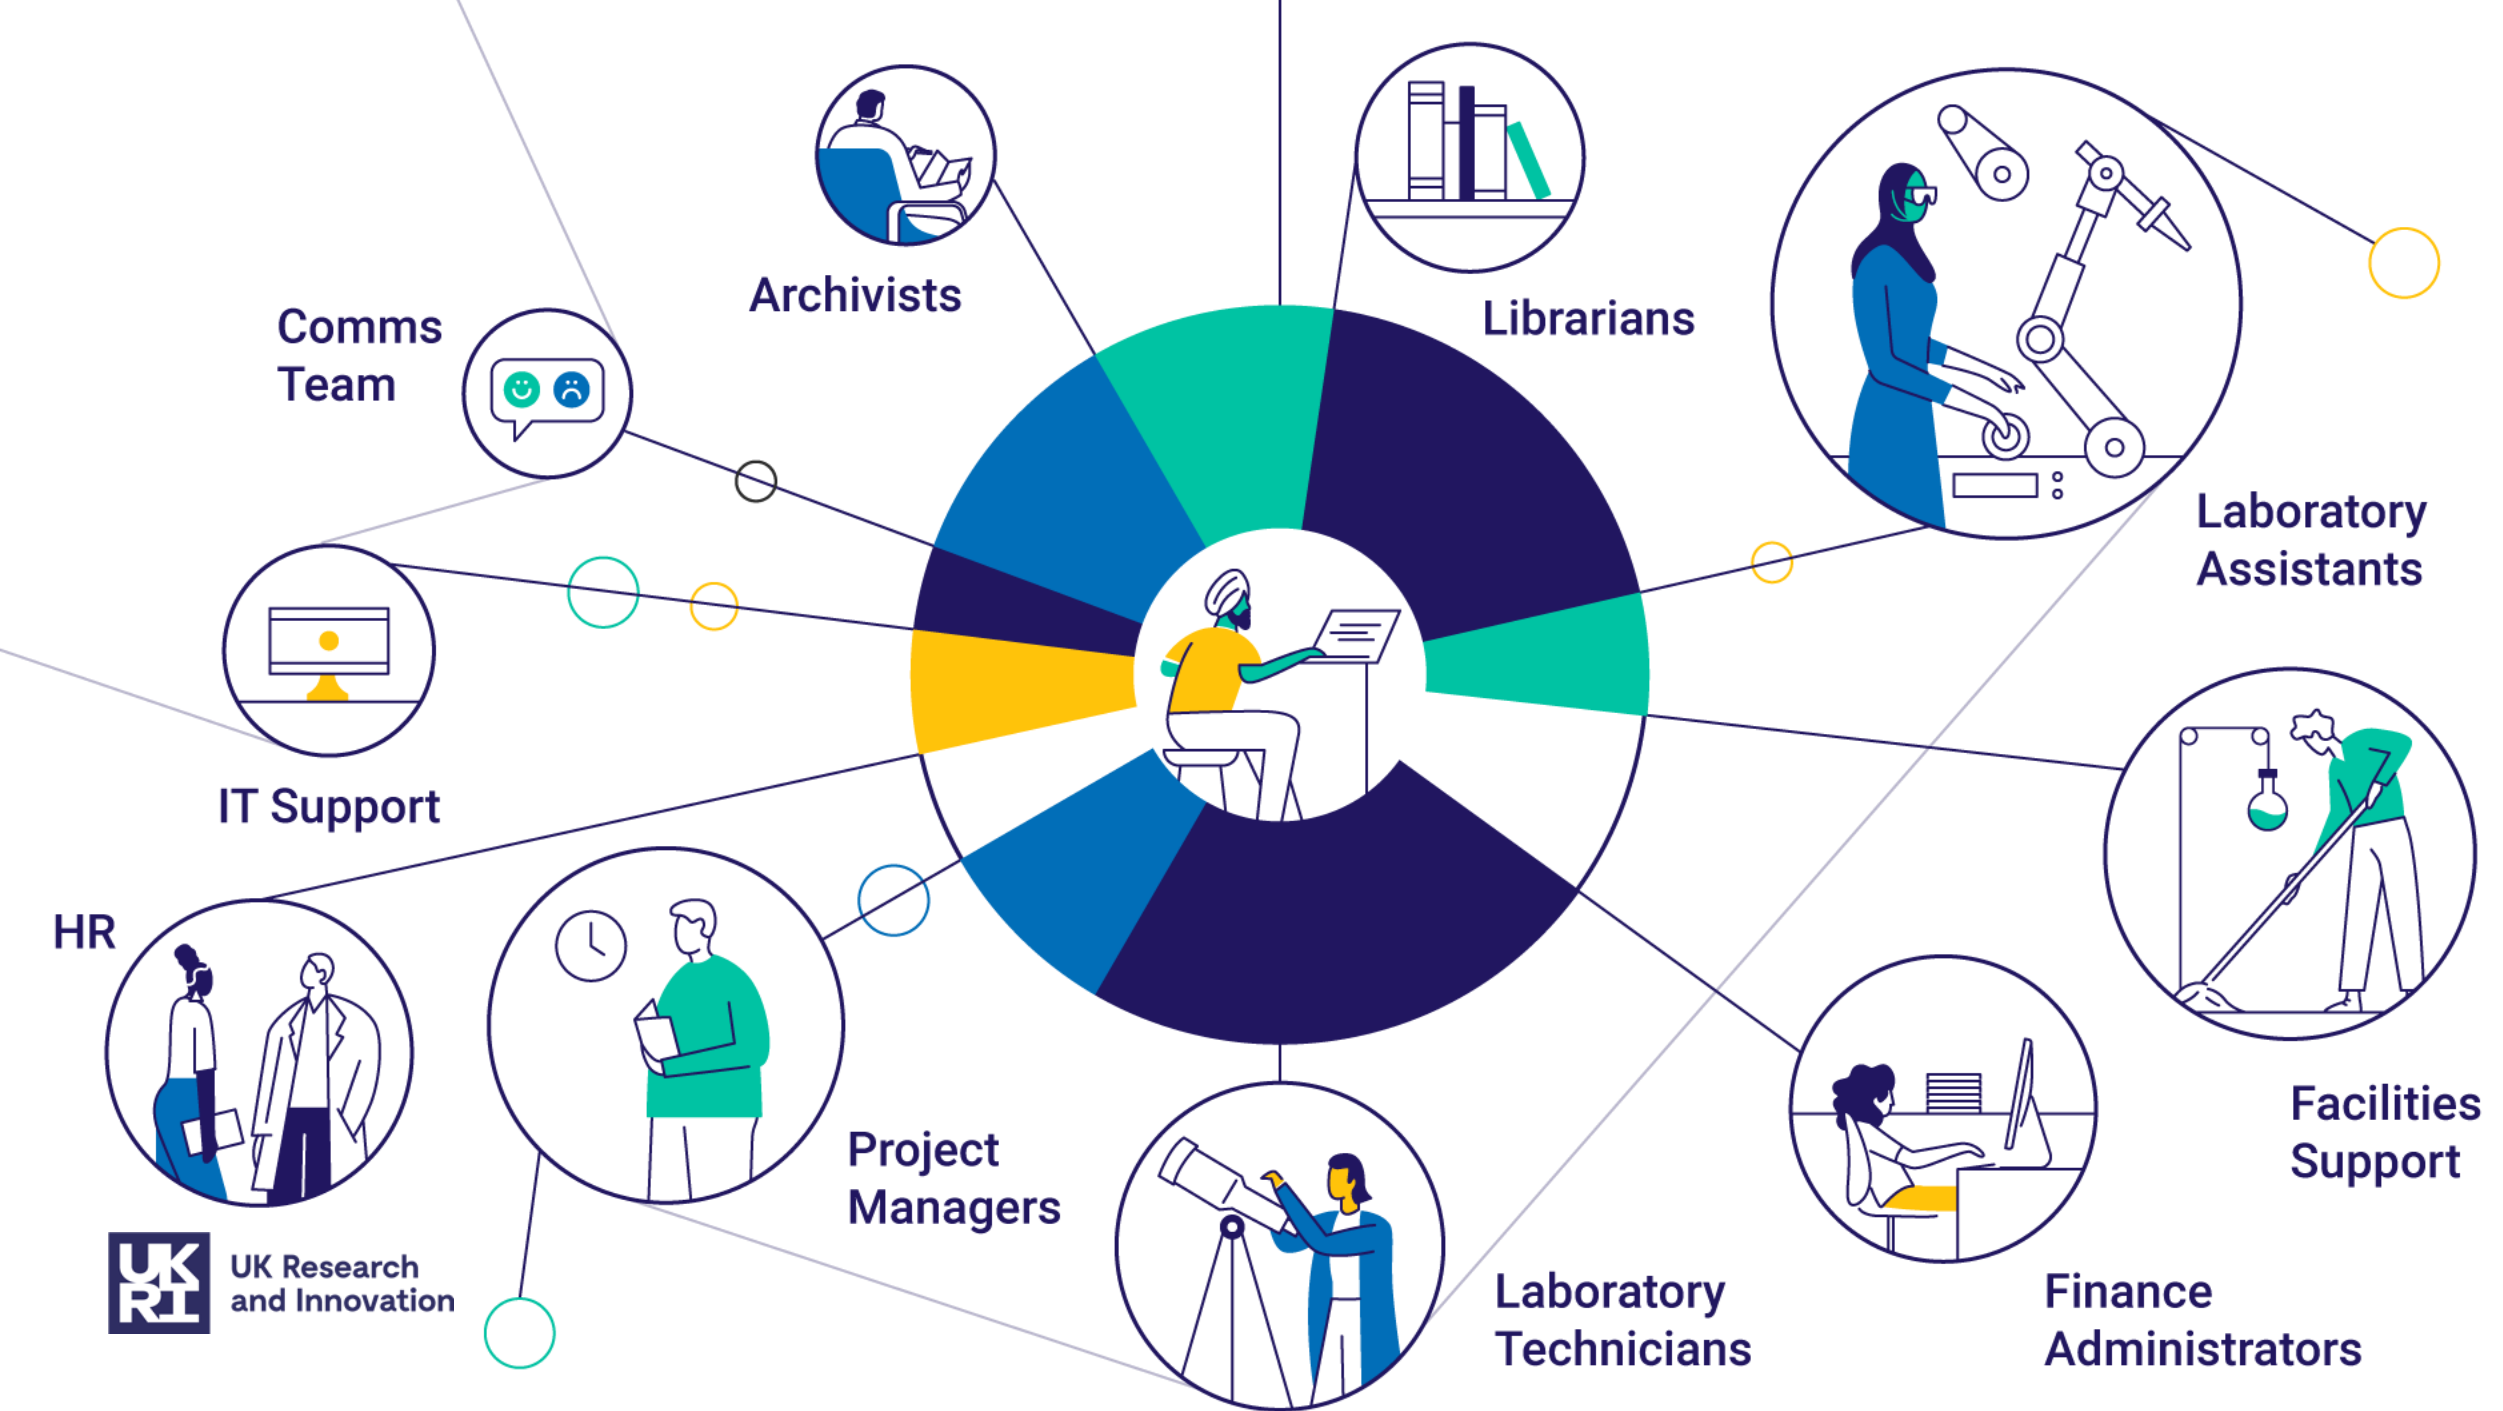 Archivists
Librarians
Comms
Team
Laboratory
Assistants
IT Support
HR
Project
Managers
Facilities
Support
Laboratory
Technicians
Finance
Administrators
UK
RI
UK Research
and Innovation